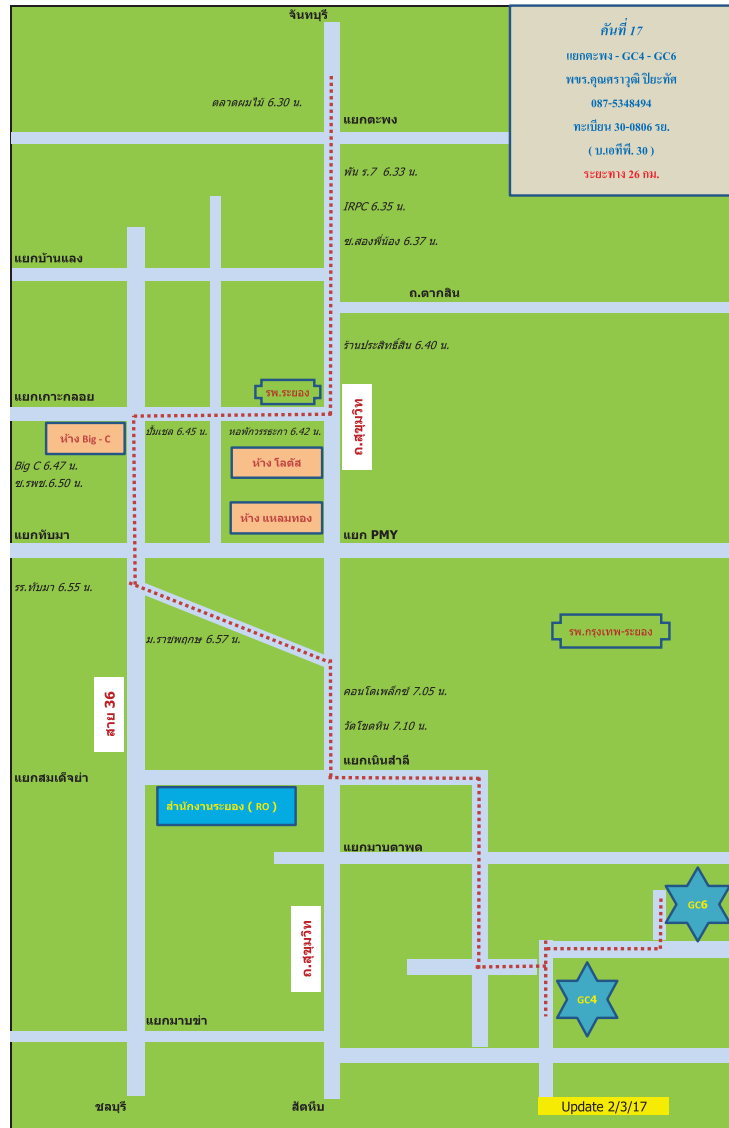 จันทบุรี
คันที่ 17
แยกตะพง - GC4 - GC6
พขร.คุณศราวุฒิ ปิยะทัศ
087-5348494
ทะเบียน 30-0806 รย.
( บ.เอทีพี. 30 )
ระยะทาง 26 กม.
ตลาดผมไม้ 6.30 น.
แยกตะพง
พัน ร.7 6.33 น.
IRPC 6.35 น.
ซ.สองพี่น้อง 6.37 น.
แยกบ้านแลง
ถ.ตากสิน
ร้านประสิทธิ์สิน 6.40 น.
รพ.ระยอง
แยกเกาะกลอย
ถ.สุขุมวิท
ห้าง Big - C
ปั๊มเชล 6.45 น.
หอพักวรรธะกา 6.42 น.
Big C 6.47 น.
ซ.รพช.6.50 น.
ห้าง โลตัส
ห้าง แหลมทอง
แยกทับมา
แยก PMY
รร.ทับมา 6.55 น.
ม.ราชพฤกษ 6.57 น.
รพ.กรุงเทพ-ระยอง
สาย 36
คอนโดเพล็กซ์ 7.05 น.
วัดโขดหิน 7.10 น.
แยกเนินสำลี
แยกสมเด็จย่า
สำนักงานระยอง ( RO )
แยกมาบตาพุด
GC6
ถ.สุขุมวิท
GC4
แยกมาบข่า
ชลบุรี
สัตหีบ
Update 2/3/17